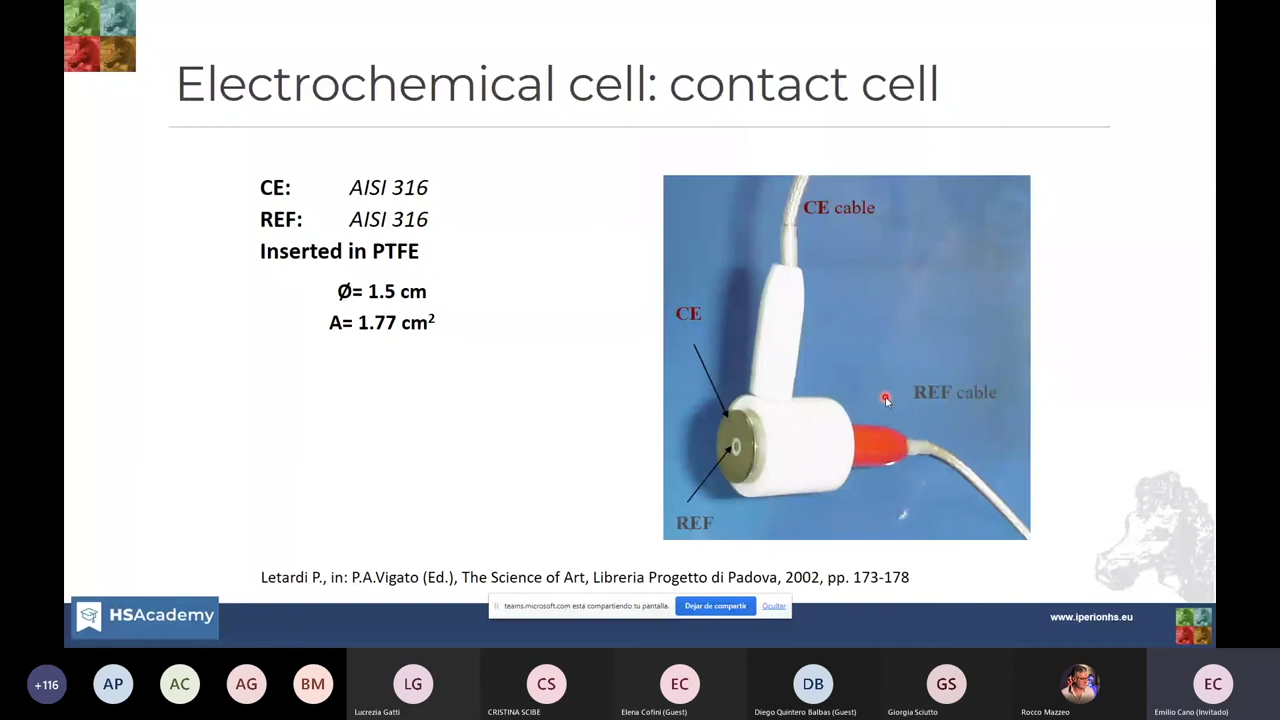 Electrochemical cell: contact cell
CE: AISI 316
REF: AISI 316
Inserted in PTFE
Ø= 1.5 cm
A= 1.77 cm²
CE cable
CE
REF cable
REF
Letardi P., in: P.A.Vigato (Ed.), The Science of Art, Libreria Progetto di Padova, 2002, pp. 173-178
teams.microsoft.com está compartiendo tu pantalla.
Dejar de compartir
Ocultar
HSAcademy
www.iperionhs.eu
+116
AP
AC
AG
BM
LG
CS
EC
DB
GS
EC
Lucrezia Gatti
CRISTINA SCIBE
Elena Cofini (Guest)
Diego Quintero Balbas (Guest)
Giorgia Sciutto
Rocco Mazzeo
Emilio Cano (Invitado)